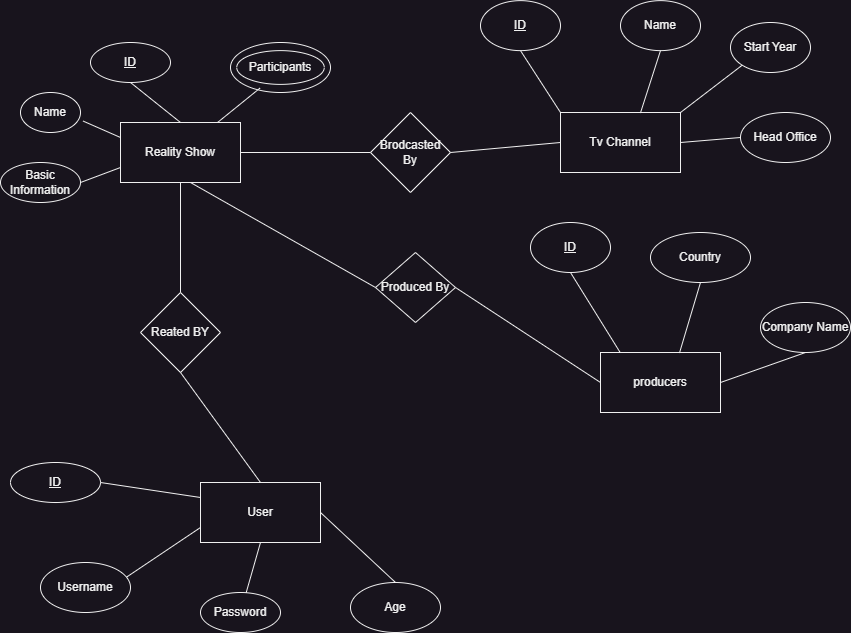 ID
Name
Start Year
ID
Participants
Name
Reality Show
Brodcasted
By
Tv Channel
Head Office
Basic
Information
ID
Country
Produced By
Company Name
Reated BY
producers
ID
User
Username
Password
Age